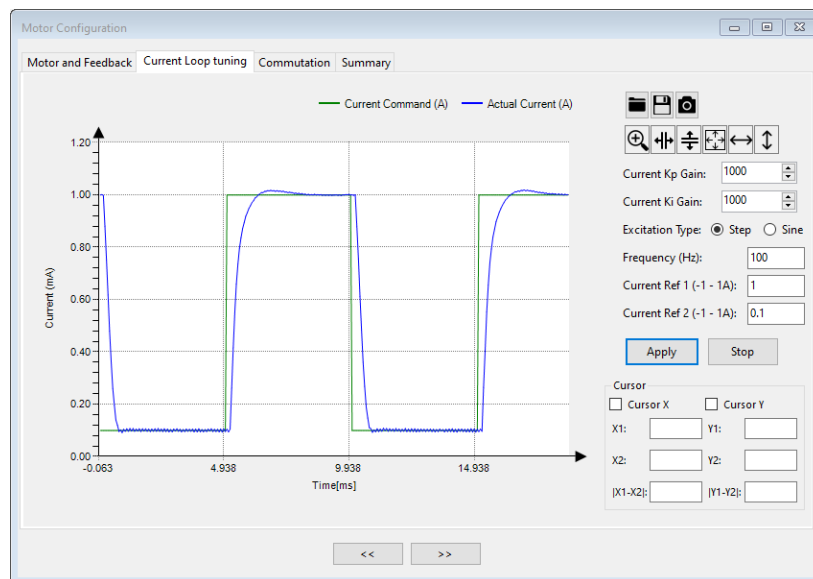 Motor Configuration
Motor and Feedback
Current Loop tuning
Commutation
Summary
Current Command (A)
Actual Current (A)
1.20
1.00
0.80
0.60
0.40
0.20
0.00
Current (mA)
-0.063
4.938
9.938
14.938
Time[ms]
Current Kp Gain: 1000
Current Ki Gain: 1000
Excitation Type: Step Sine
Frequency (Hz): 100
Current Ref 1 (-1 - 1A): 1
Current Ref 2 (-1 - 1A): 0.1
Apply Stop
Cursor
Cursor X Cursor Y
X1: Y1:
X2: Y2:
|X1-X2|: |Y1-Y2|:
<< >>